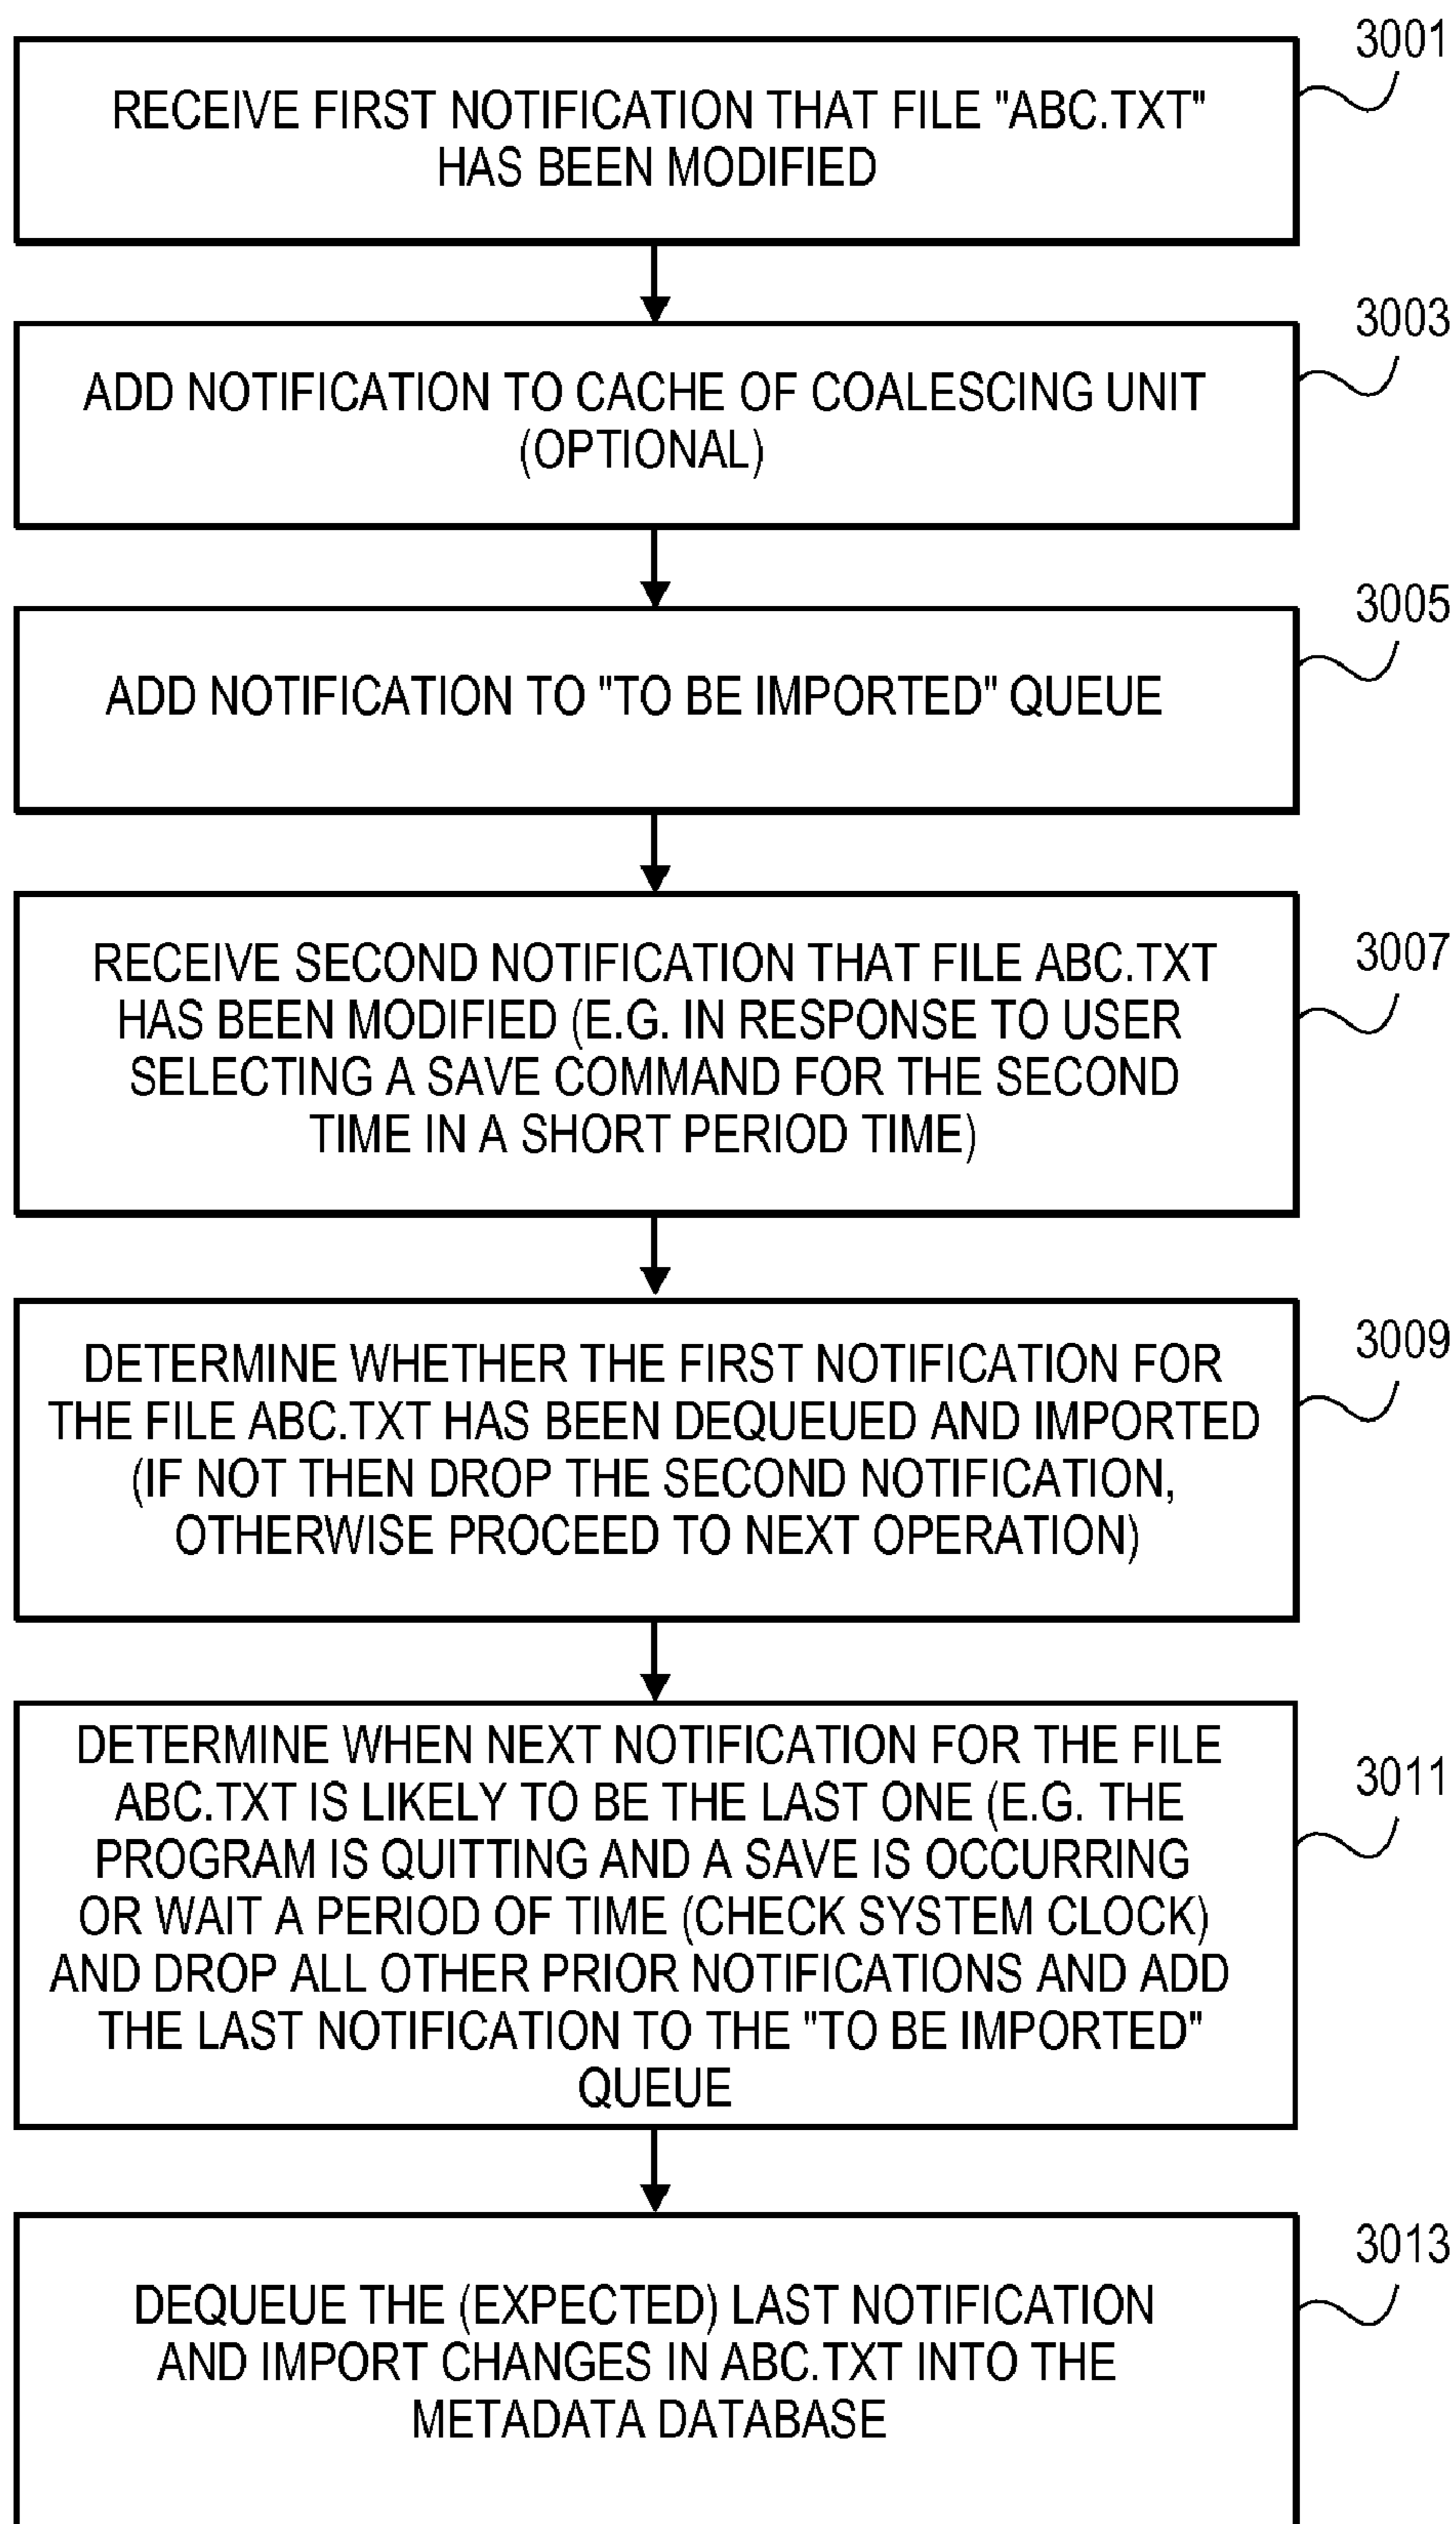 3001
RECEIVE FIRST NOTIFICATION THAT FILE "ABC.TXT"
HAS BEEN MODIFIED
3003
ADD NOTIFICATION TO CACHE OF COALESCING UNIT
(OPTIONAL)
3005
ADD NOTIFICATION TO "TO BE IMPORTED" QUEUE
3007
RECEIVE SECOND NOTIFICATION THAT FILE ABC.TXT
HAS BEEN MODIFIED (E.G. IN RESPONSE TO USER
SELECTING A SAVE COMMAND FOR THE SECOND
TIME IN A SHORT PERIOD TIME)
3009
DETERMINE WHETHER THE FIRST NOTIFICATION FOR
THE FILE ABC.TXT HAS BEEN DEQUEUED AND IMPORTED
(IF NOT THEN DROP THE SECOND NOTIFICATION,
OTHERWISE PROCEED TO NEXT OPERATION)
3011
DETERMINE WHEN NEXT NOTIFICATION FOR THE FILE
ABC.TXT IS LIKELY TO BE THE LAST ONE (E.G. THE
PROGRAM IS QUITTING AND A SAVE IS OCCURRING
OR WAIT A PERIOD OF TIME (CHECK SYSTEM CLOCK)
AND DROP ALL OTHER PRIOR NOTIFICATIONS AND ADD
THE LAST NOTIFICATION TO THE "TO BE IMPORTED"
QUEUE
3013
DEQUEUE THE (EXPECTED) LAST NOTIFICATION
AND IMPORT CHANGES IN ABC.TXT INTO THE
METADATA DATABASE